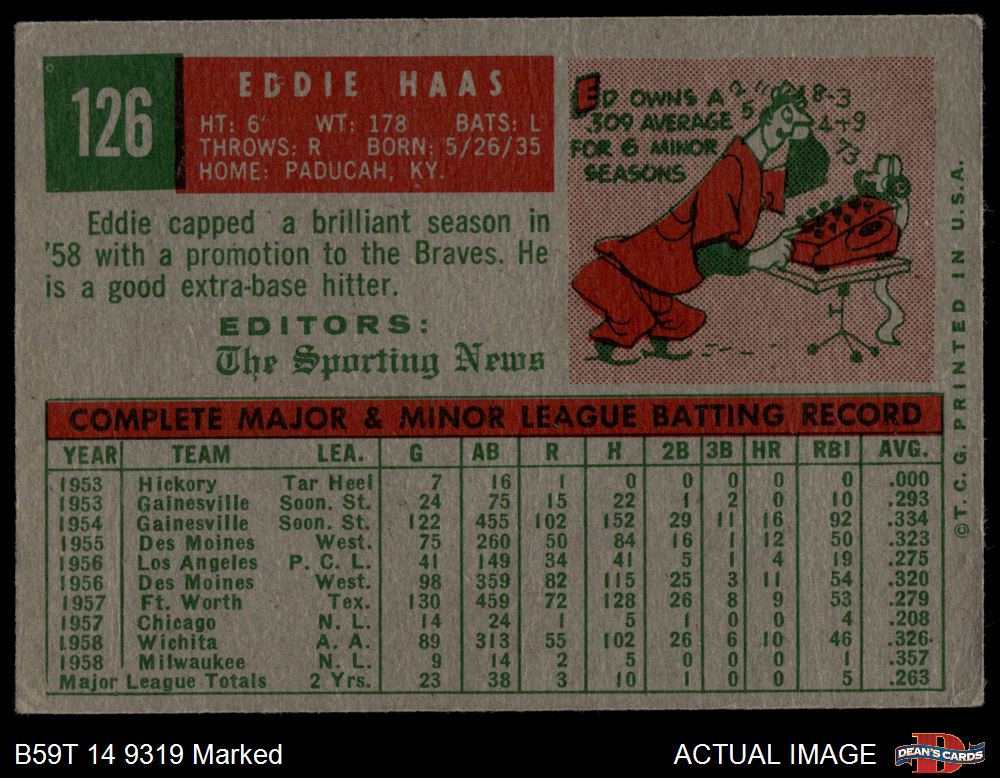 126
EDDIE HAAS
HT: 6' WT: 178 BATS: L
THROWS: R BORN: 5/26/35
HOME: PADUCAH, KY.
Eddie capped a brilliant season in
'58 with a promotion to the Braves. He
is a good extra-base hitter.
EDITORS:
The Sporting News
ED OWNS A
.309 AVERAGE
FOR 6 MINOR
SEASONS
COMPLETE MAJOR & MINOR LEAGUE BATTING RECORD
YEAR TEAM LEA. G AB R H 2B 3B HR RBI AVG.
1953 Hickory Tar Heel 7 16 1 0 0 0 0 0 .000
1953 Gainesville Soon. St. 24 75 15 22 1 2 0 10 .293
1954 Gainesville Soon. St. 122 455 102 152 29 11 16 92 .334
1955 Des Moines West. 75 260 50 84 16 1 12 50 .323
1956 Los Angeles P. C. L. 41 149 34 41 5 1 4 19 .275
1956 Des Moines West. 98 359 82 115 25 3 11 54 .320
1957 Ft. Worth Tex. 130 459 72 128 26 8 9 53 .279
1957 Chicago N. L. 14 24 1 5 1 0 0 4 .208
1958 Wichita A. A. 89 313 55 102 26 6 10 46 .326
1958 Milwaukee N. L. 9 14 2 5 0 0 0 1 .357
Major League Totals 2 Yrs. 23 38 3 10 1 0 0 5 .263
©T.C.G. PRINTED IN U.S.A.
B59T 14 9319 Marked
ACTUAL IMAGE
DEAN'S CARDS